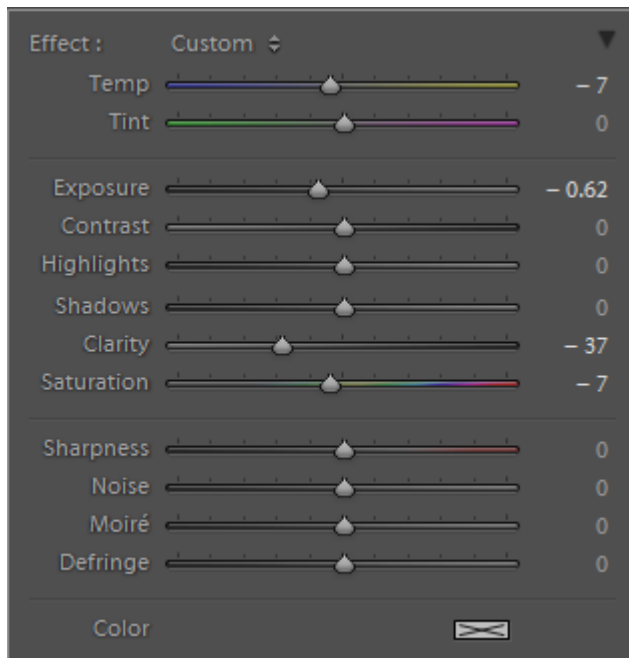 Effect : Custom
Temp – 7
Tint 0
Exposure – 0.62
Contrast 0
Highlights 0
Shadows 0
Clarity – 37
Saturation – 7
Sharpness 0
Noise 0
Moiré 0
Defringe 0
Color